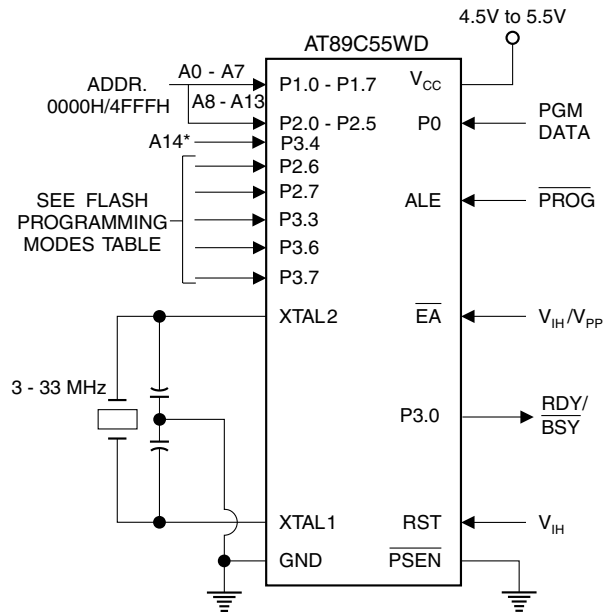 4.5V to 5.5V
AT89C55WD
ADDR.
0000H/4FFFH
A0 - A7
A8 - A13
A14*
P1.0 - P1.7
P2.0 - P2.5
P3.4
P2.6
P2.7
P3.3
P3.6
P3.7
SEE FLASH
PROGRAMMING
MODES TABLE
XTAL2
3 - 33 MHz
XTAL1
GND
VCC
P0
PGM
DATA
ALE
PROG
EA
VIH/VPP
P3.0
RDY/
BSY
RST
VIH
PSEN